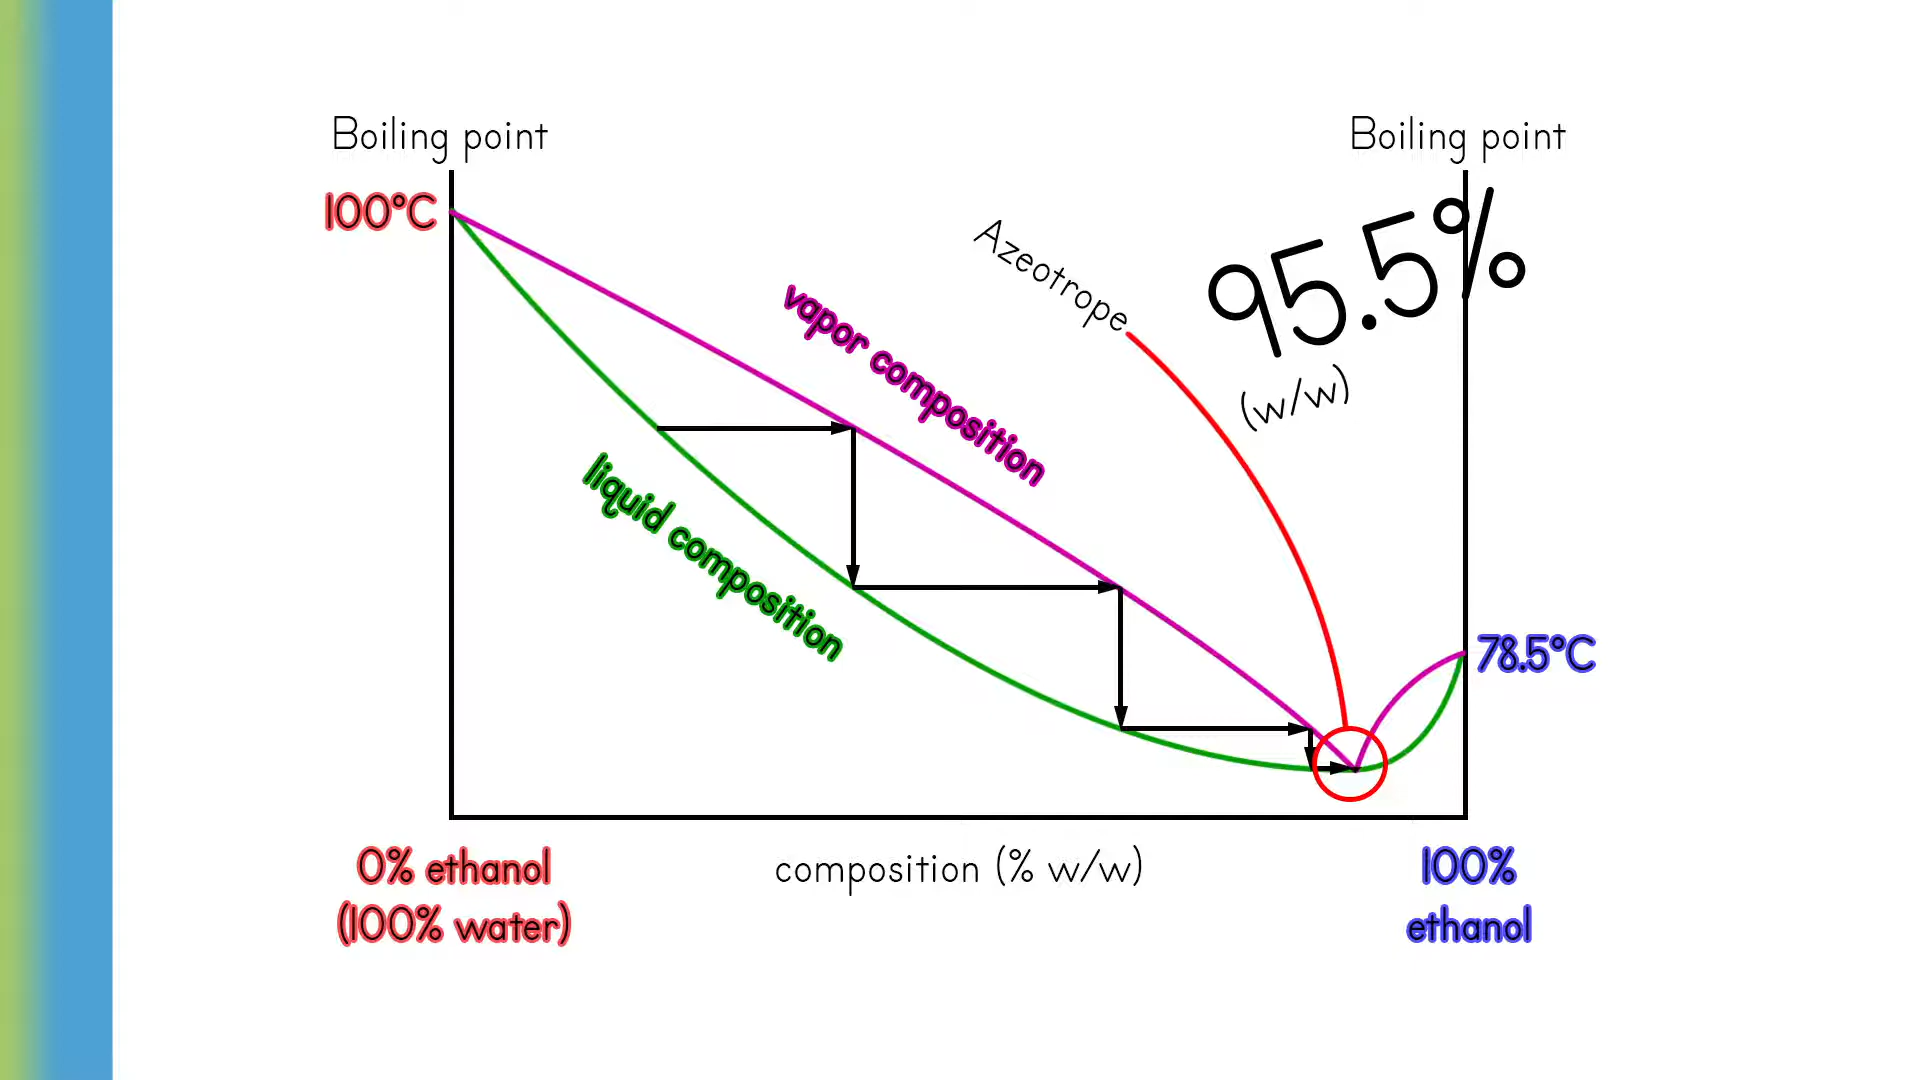 Boiling point
Boiling point
100°C
Azeotrope
95.5%
(w/w)
vapor composition
liquid composition
78.5°C
0% ethanol
(100% water)
composition (% w/w)
100%
ethanol